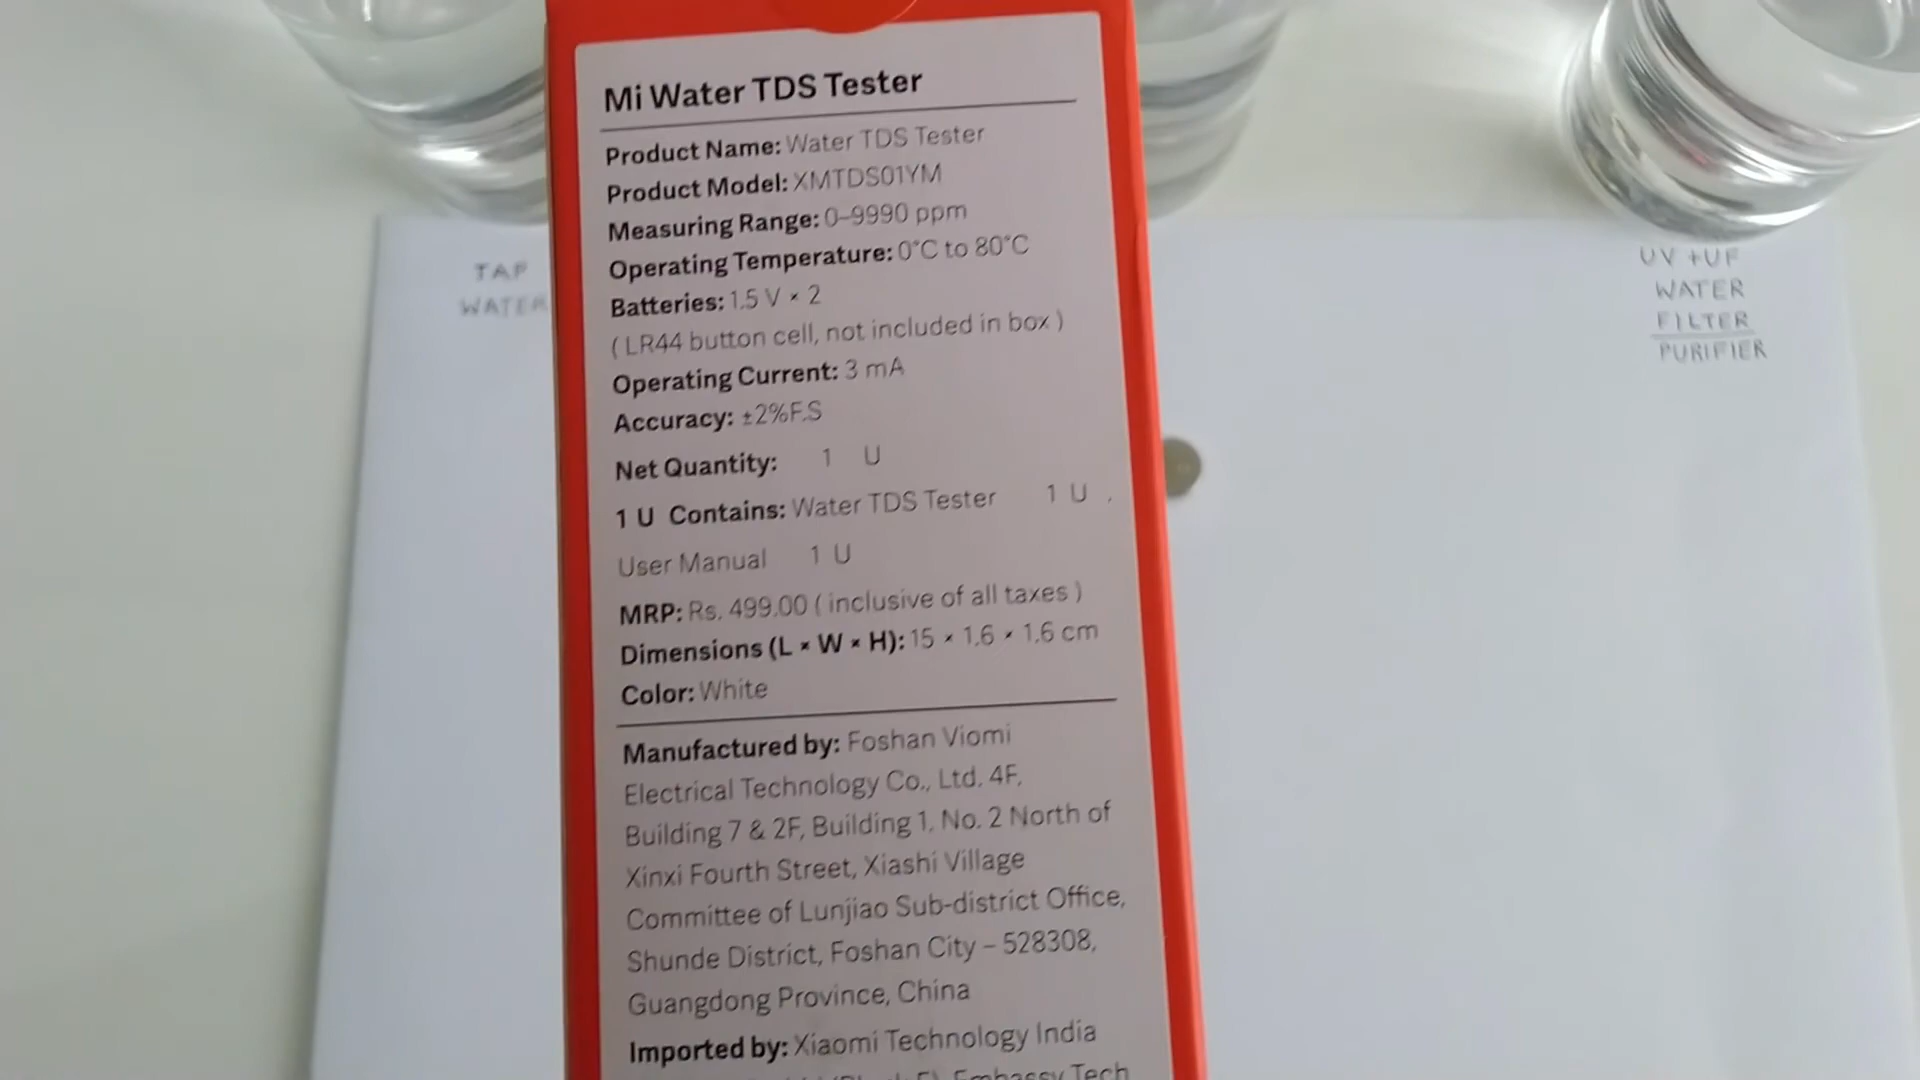 Mi Water TDS Tester
Product Name: Water TDS Tester
Product Model: XMTDS01YM
Measuring Range: 0–9990 ppm
Operating Temperature: 0°C to 80°C
Batteries: 1.5 V × 2
( LR44 button cell, not included in box )
Operating Current: 3 mA
Accuracy: ±2%F.S
Net Quantity: 1 U
1 U Contains: Water TDS Tester 1 U ,
User Manual 1 U
MRP: Rs. 499.00 ( inclusive of all taxes )
Dimensions (L × W × H): 15 × 1.6 × 1.6 cm
Color: White
Manufactured by: Foshan Viomi
Electrical Technology Co., Ltd. 4F,
Building 7 & 2F, Building 1, No. 2 North of
Xinxi Fourth Street, Xiashi Village
Committee of Lunjiao Sub-district Office,
Shunde District, Foshan City – 528308,
Guangdong Province, China
Imported by: Xiaomi Technology India
Embassy Tech
TAP
WATER
UV +UF
WATER
FILTER
PURIFIER